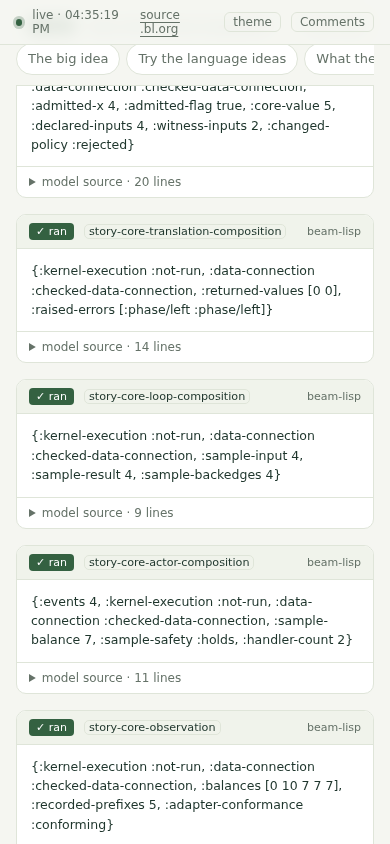 live · 04:35:19 PM
source .bl.org
theme
Comments
The big idea
Try the language ideas
What the
:data-connection :checked-data-connection,
:admitted-x 4, :admitted-flag true, :core-value 5,
:declared-inputs 4, :witness-inputs 2, :changed-
policy :rejected}
▶ model source · 20 lines
✓ ran story-core-translation-composition beam-lisp
{:kernel-execution :not-run, :data-connection
:checked-data-connection, :returned-values [0 0],
:raised-errors [:phase/left :phase/left]}
▶ model source · 14 lines
✓ ran story-core-loop-composition beam-lisp
{:kernel-execution :not-run, :data-connection
:checked-data-connection, :sample-input 4,
:sample-result 4, :sample-backedges 4}
▶ model source · 9 lines
✓ ran story-core-actor-composition beam-lisp
{:events 4, :kernel-execution :not-run, :data-
connection :checked-data-connection, :sample-
balance 7, :sample-safety :holds, :handler-count 2}
▶ model source · 11 lines
✓ ran story-core-observation beam-lisp
{:kernel-execution :not-run, :data-connection
:checked-data-connection, :balances [0 10 7 7 7],
:recorded-prefixes 5, :adapter-conformance
:conforming}